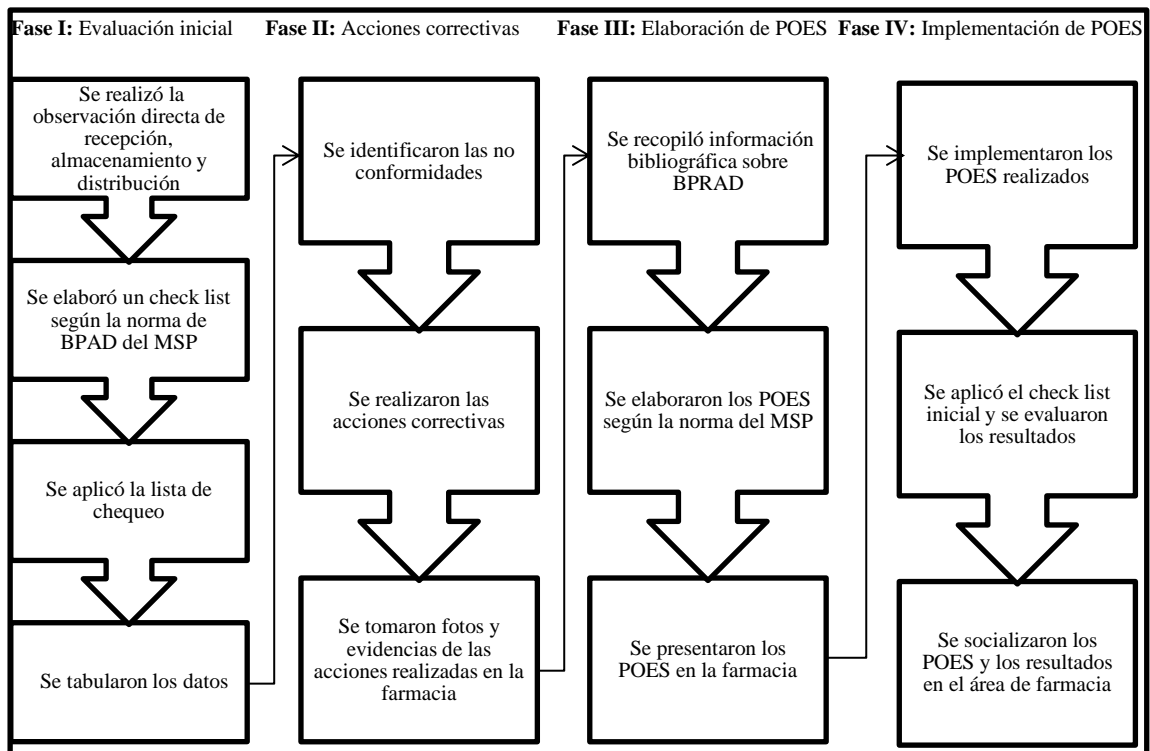 Fase I: Evaluación inicial
Fase II: Acciones correctivas
Fase III: Elaboración de POES
Fase IV: Implementación de POES
Se realizó la
observación directa de
recepción,
almacenamiento y
distribución
Se elaboró un check list
según la norma de
BPAD del MSP
Se aplicó la lista de
chequeo
Se tabularon los datos
Se identificaron las no
conformidades
Se realizaron las
acciones correctivas
Se tomaron fotos y
evidencias de las
acciones realizadas en la
farmacia
Se recopiló información
bibliográfica sobre
BPRAD
Se elaboraron los POES
según la norma del MSP
Se presentaron los
POES en la farmacia
Se implementaron los
POES realizados
Se aplicó el check list
inicial y se evaluaron
los resultados
Se socializaron los
POES y los resultados
en el área de farmacia